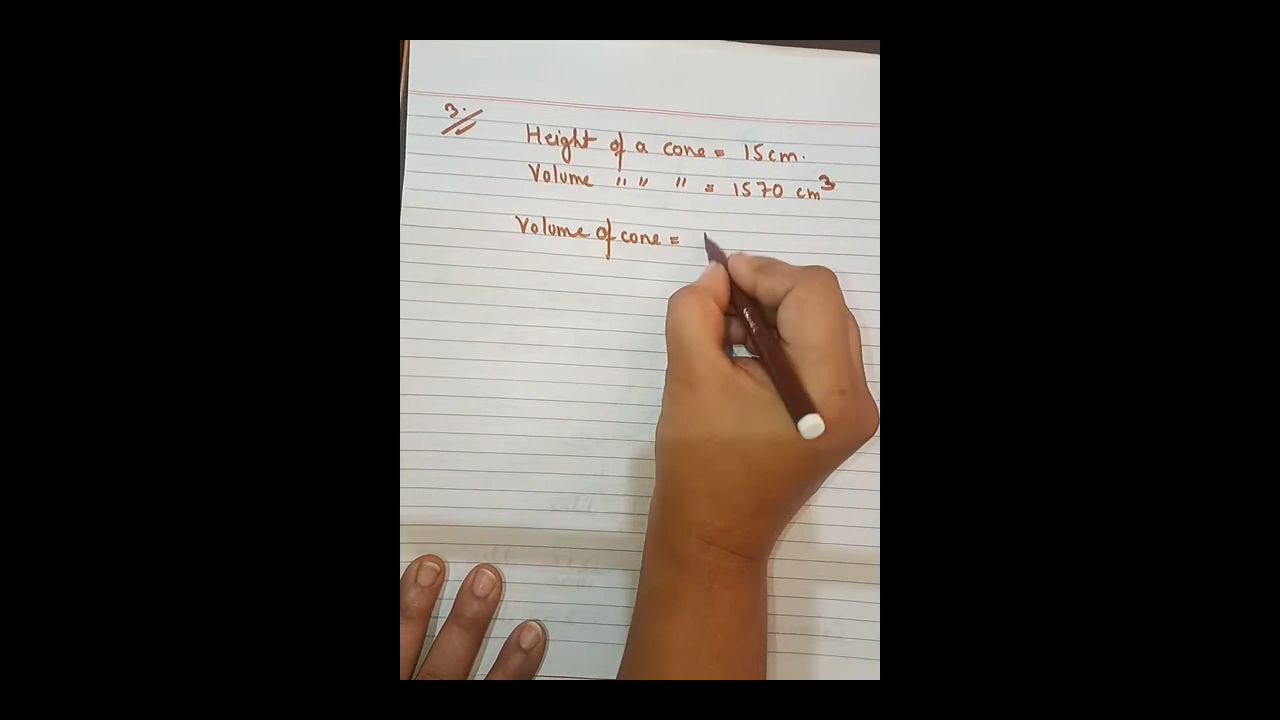 3.
Height of a cone = 15cm.
Volume " " " = 1570 cm³
Volume of cone =